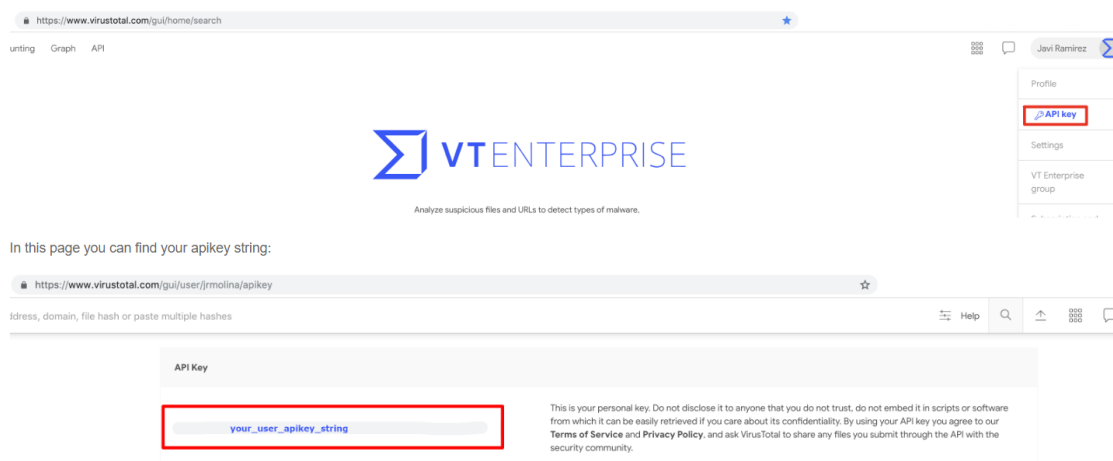 https://www.virustotal.com/gui/home/search
unting Graph API
Javi Ramirez
Profile
API key
VTENTERPRISE
Settings
VT Enterprise
group
Analyze suspicious files and URLs to detect types of malware.
In this page you can find your apikey string:
https://www.virustotal.com/gui/user/jrmolina/apikey
ddress, domain, file hash or paste multiple hashes
Help
API Key
your_user_apikey_string
This is your personal key. Do not disclose it to anyone that you do not trust, do not embed it in scripts or software
from which it can be easily retrieved if you care about its confidentiality. By using your API key you agree to our
Terms of Service and Privacy Policy, and ask VirusTotal to share any files you submit through the API with the
security community.